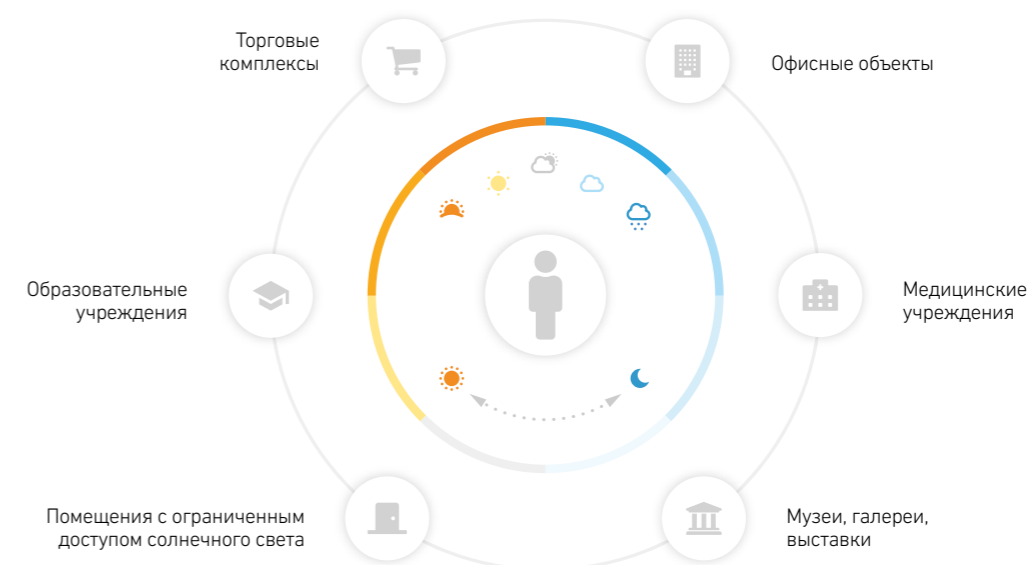 Торговые
комплексы
Офисные объекты
Образовательные
учреждения
Медицинские
учреждения
Помещения с ограниченным
доступом солнечного света
Музеи, галереи,
выставки